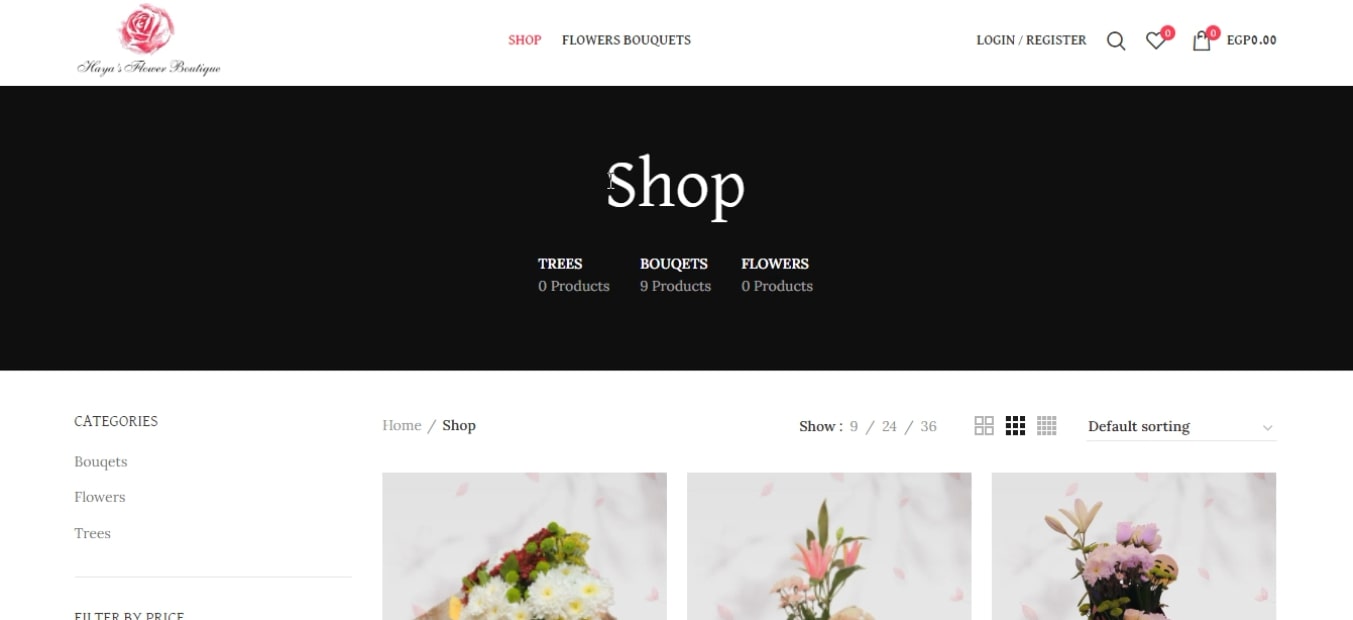 Haya's Flower Boutique
SHOP FLOWERS BOUQUETS
LOGIN / REGISTER 0 0 EGP0.00
Shop
TREES BOUQETS FLOWERS
0 Products 9 Products 0 Products
CATEGORIES
Bouqets
Flowers
Trees
FILTER BY PRICE
Home / Shop
Show : 9 / 24 / 36
Default sorting